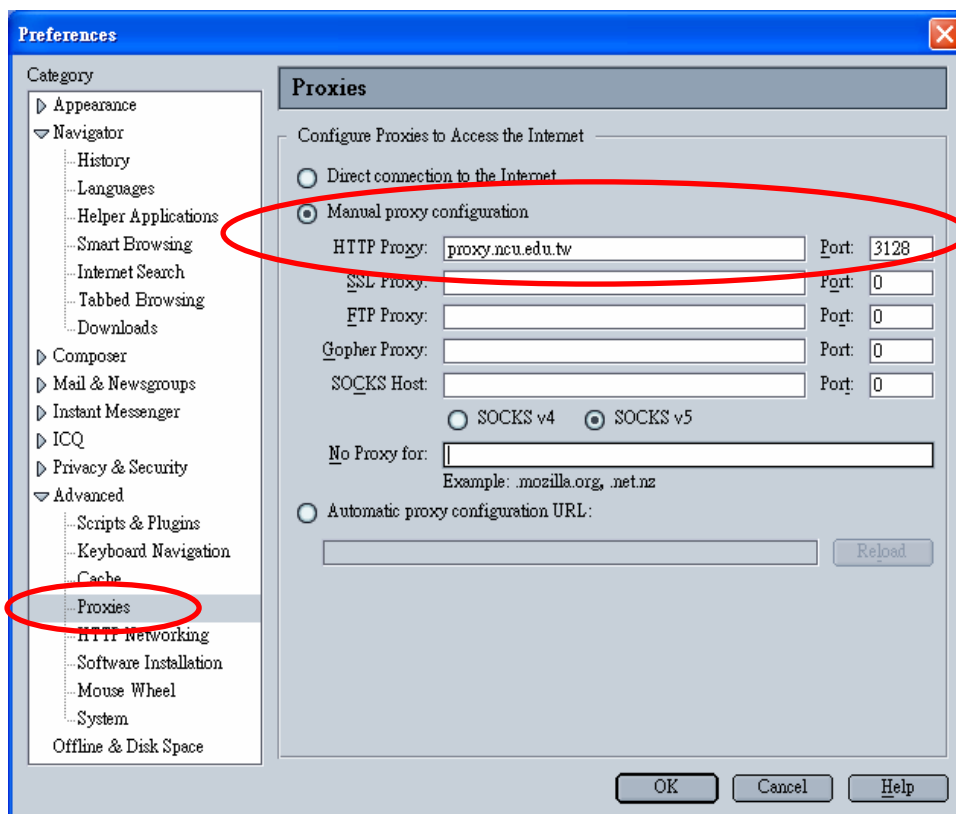 Preferences
Category
Appearance
Navigator
History
Languages
Helper Applications
Smart Browsing
Internet Search
Tabbed Browsing
Downloads
Composer
Mail & Newsgroups
Instant Messenger
ICQ
Privacy & Security
Advanced
Scripts & Plugins
Keyboard Navigation
Cache
Proxies
HTTP Networking
Software Installation
Mouse Wheel
System
Offline & Disk Space
Proxies
Configure Proxies to Access the Internet
Direct connection to the Internet
Manual proxy configuration
HTTP Proxy: proxy.ncu.edu.tw Port: 3128
SSL Proxy: Port: 0
FTP Proxy: Port: 0
Gopher Proxy: Port: 0
SOCKS Host: Port: 0
SOCKS v4 SOCKS v5
No Proxy for:
Example: .mozilla.org, .net.nz
Automatic proxy configuration URL:
Reload
OK Cancel Help